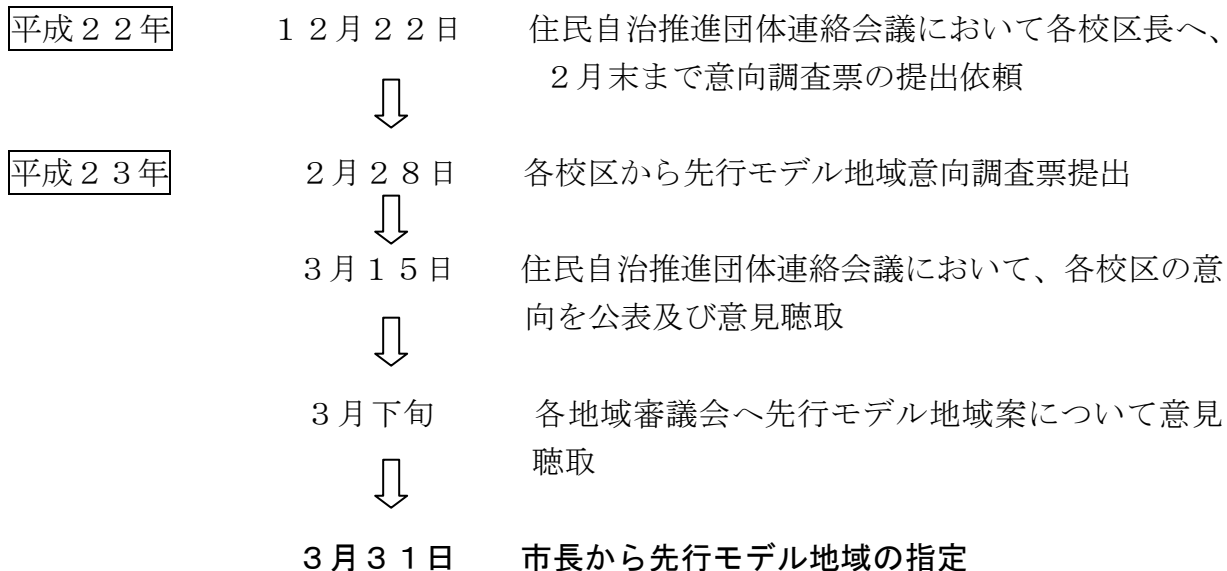 平成２２年 １２月２２日 住民自治推進団体連絡会議において各校区長へ、
２月末まで意向調査票の提出依頼
平成２３年 ２月２８日 各校区から先行モデル地域意向調査票提出
３月１５日 住民自治推進団体連絡会議において、各校区の意
向を公表及び意見聴取
３月下旬 各地域審議会へ先行モデル地域案について意見
聴取
３月３１日 市長から先行モデル地域の指定